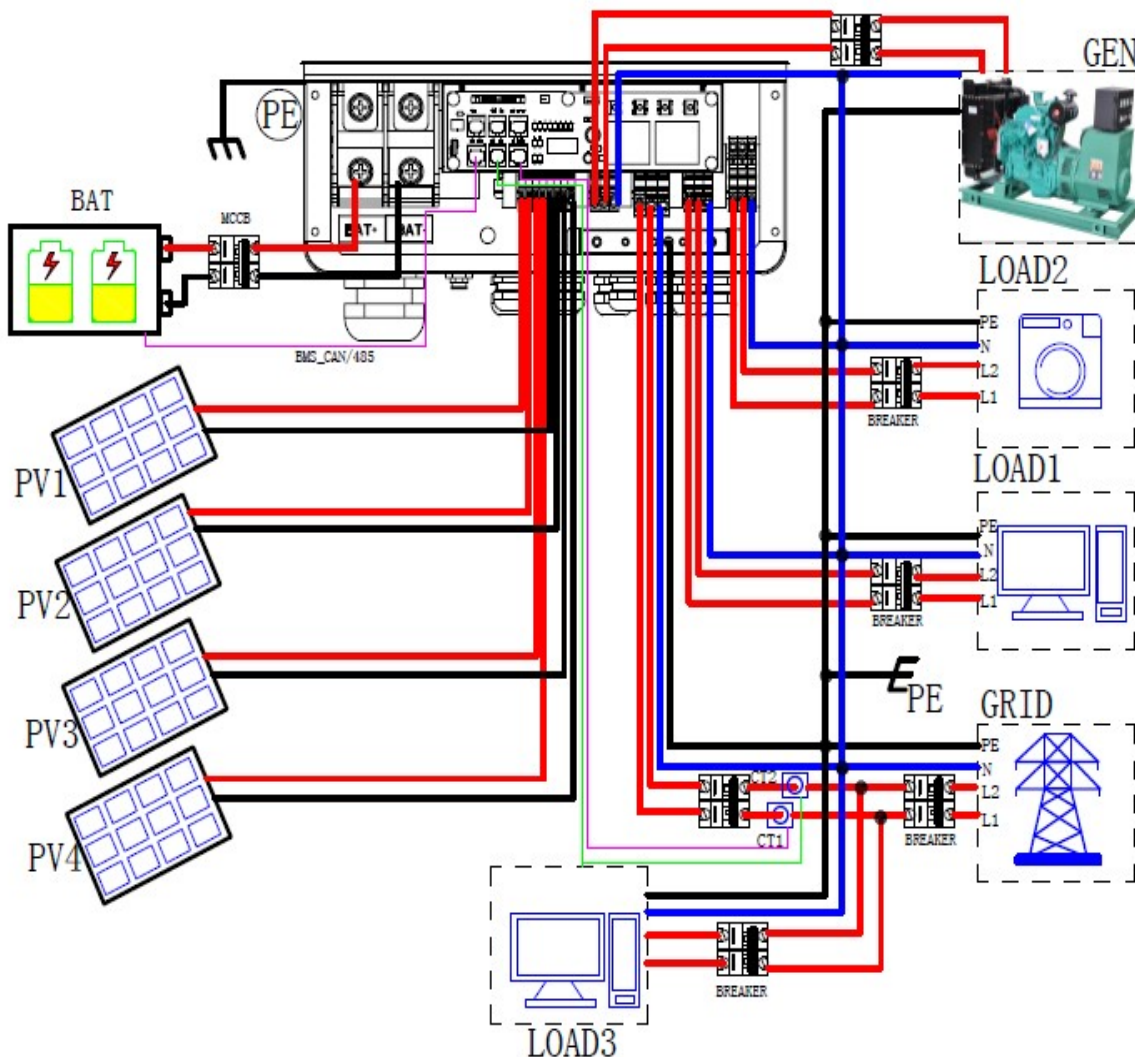 GEN
PE
BAT
MCCB
BAT+
BAT-
LOAD2
PE
N
L2
L1
BREAKER
BMS_CAN/485
PV1
LOAD1
PE
N
L2
L1
BREAKER
PV2
PE
GRID
PV3
PE
N
CT2
L2
L1
CT1
BREAKER
PV4
BREAKER
LOAD3